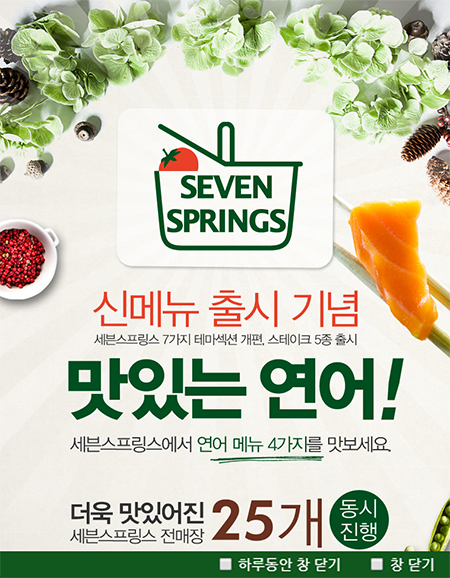 SEVEN
SPRINGS
신메뉴 출시 기념
세븐스프링스 7가지 테마섹션 개편, 스테이크 5종 출시
맛있는 연어!
세븐스프링스에서 연어 메뉴 4가지를 맛보세요.
더욱 맛있어진
세븐스프링스 전매장
25개
동시
진행
하루동안 창 닫기
창 닫기